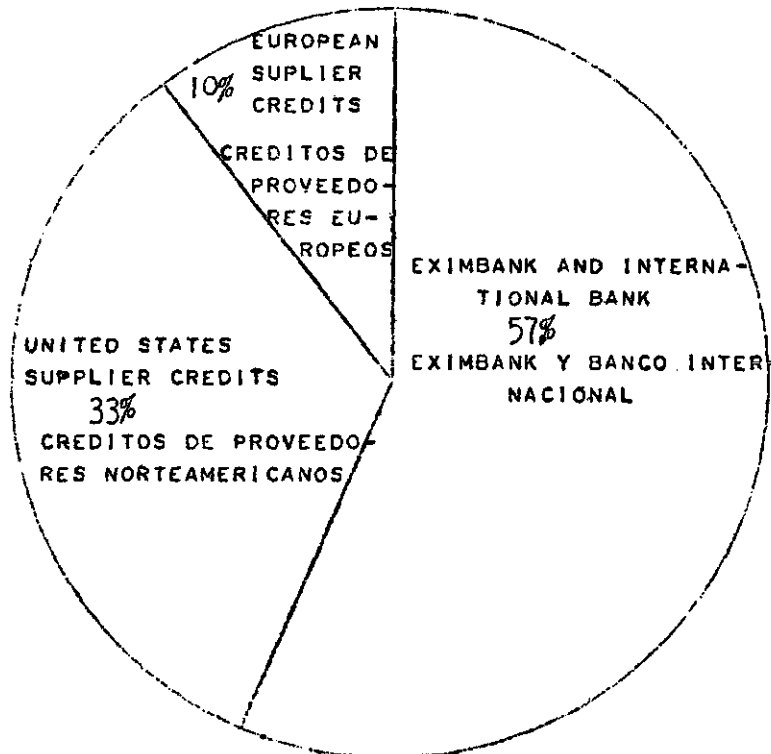 EUROPEAN
SUPLIER
10%
CREDITS
CREDITOS DE
PROVEEDO-
RES EU-
ROPEOS
EXIMBANK AND INTERNA-
TIONAL BANK
57%
EXIMBANK Y BANCO INTER
NACIONAL
UNITED STATES
SUPPLIER CREDITS
33%
CREDITOS DE PROVEEDO-
RES NORTEAMERICANOS